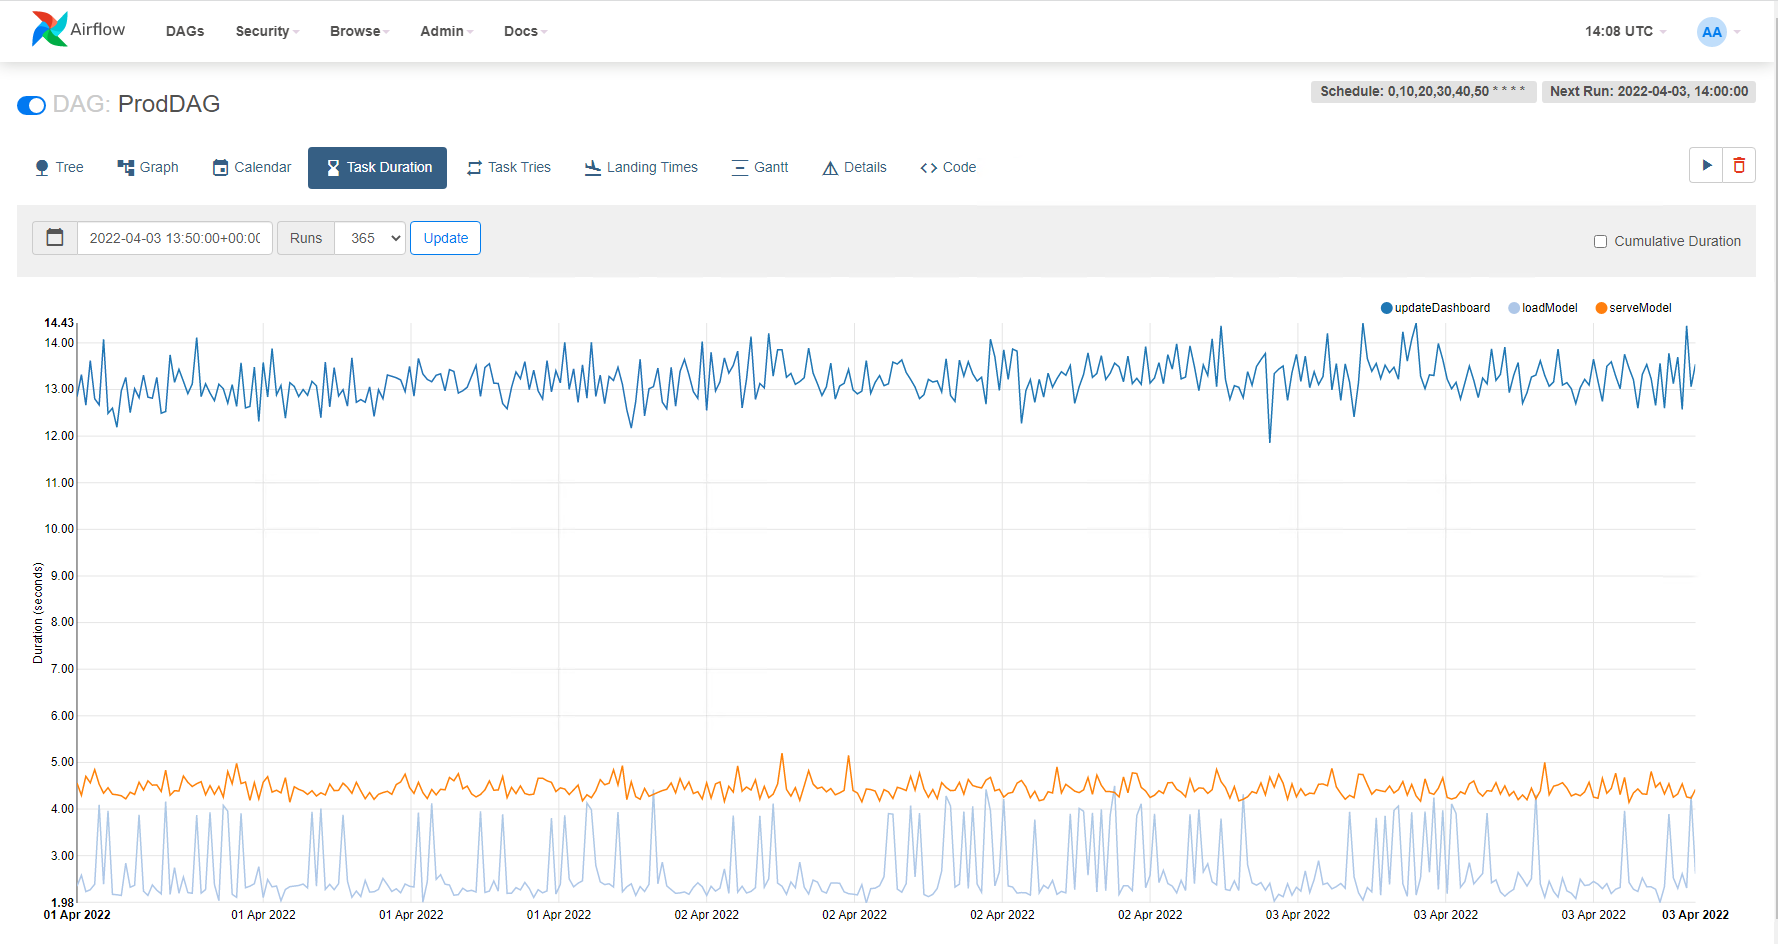 Airflow DAGs Security Browse Admin Docs 14:08 UTC AA
DAG: ProdDAG Schedule: 0,10,20,30,40,50 * * * * Next Run: 2022-04-03, 14:00:00
Tree Graph Calendar Task Duration Task Tries Landing Times Gantt Details Code
2022-04-03 13:50:00+00:00 Runs 365 Update Cumulative Duration
updateDashboard loadModel serveModel
14.43
14.00
13.00
12.00
11.00
10.00
9.00
8.00
7.00
6.00
5.00
4.00
3.00
1.98
Duration (seconds)
01 Apr 2022 01 Apr 2022 01 Apr 2022 01 Apr 2022 02 Apr 2022 02 Apr 2022 02 Apr 2022 02 Apr 2022 03 Apr 2022 03 Apr 2022 03 Apr 2022 03 Apr 2022